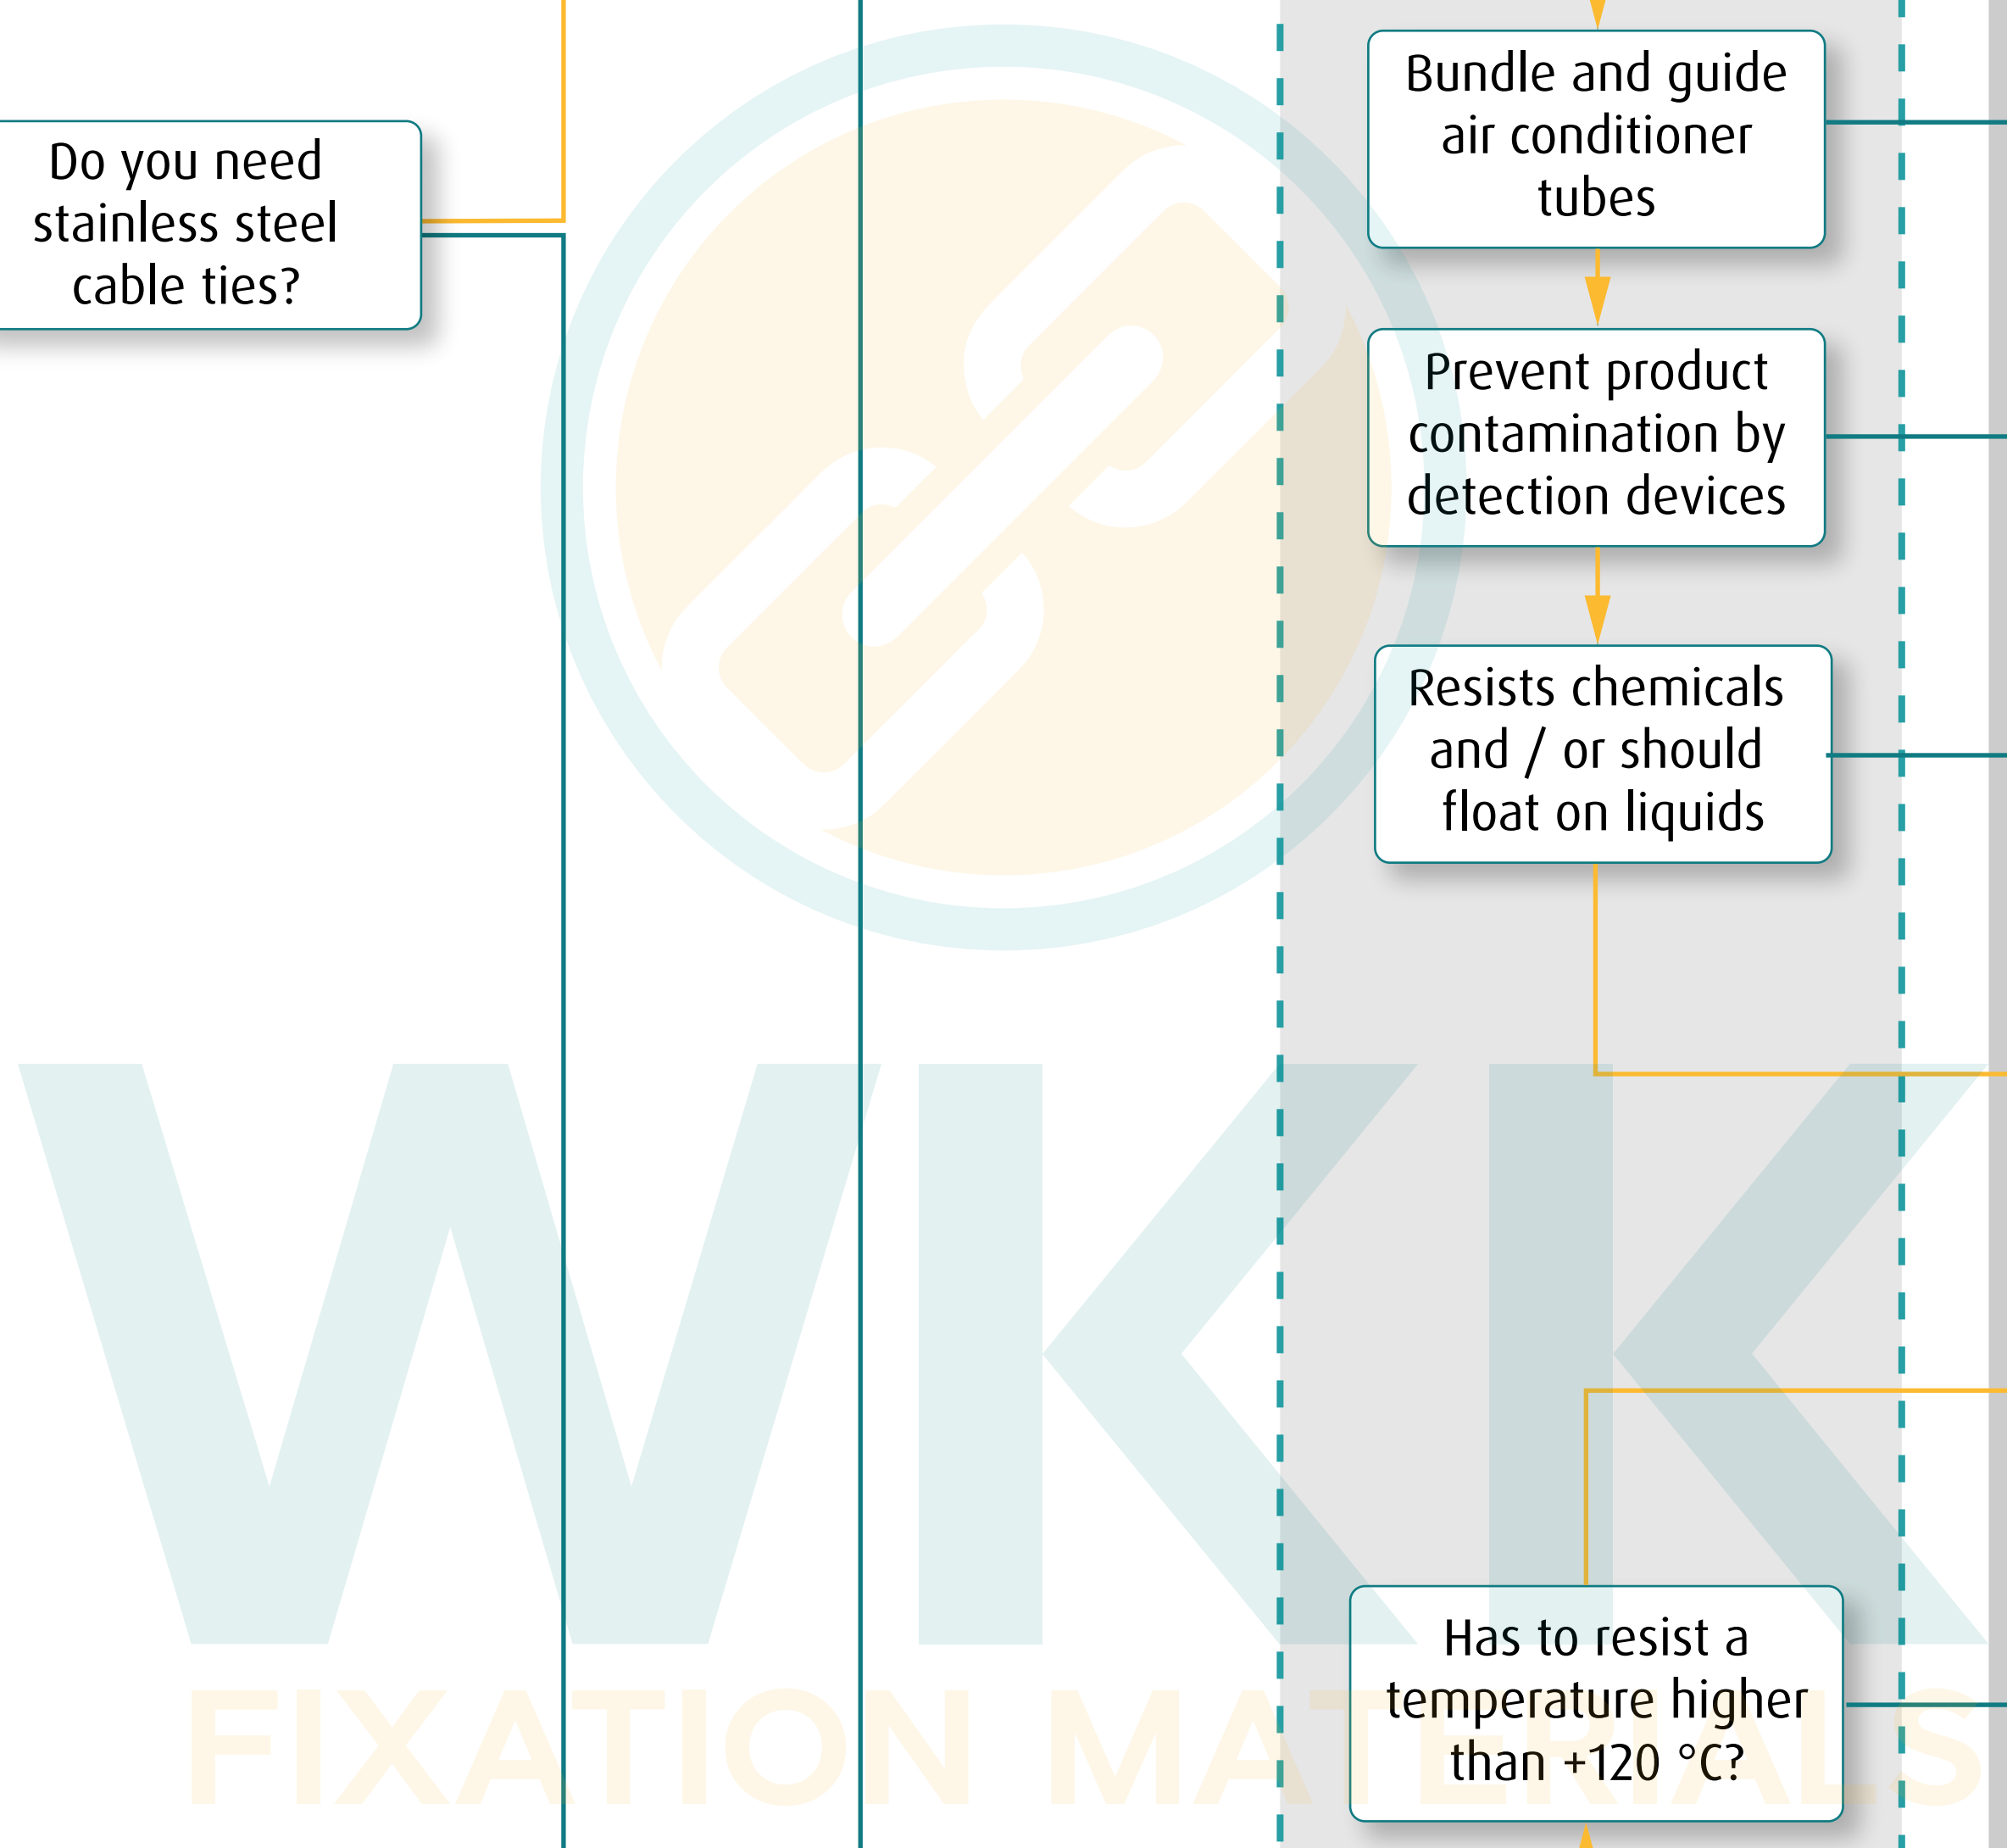 Do you need
stainless steel
cable ties?
Bundle and guide
air conditioner
tubes
Prevent product
contamination by
detection devices
Resists chemicals
and / or should
float on liquids
Has to resist a
temperature higher
than +120 °C?
WKK
FIXATION MATERIALS